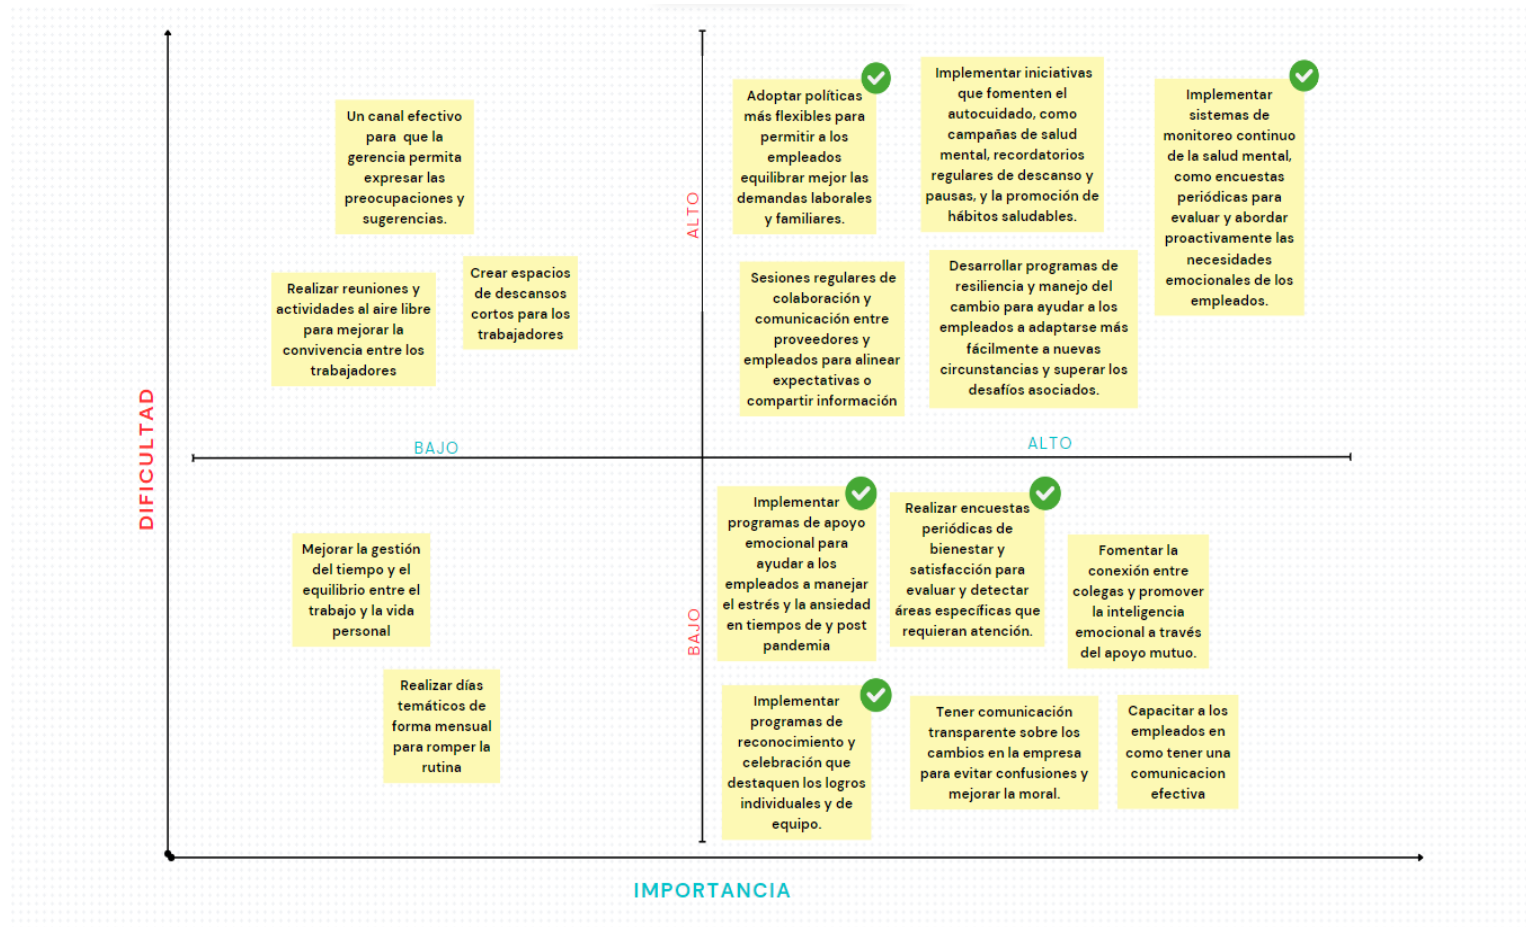 Un canal efectivo
para que la
gerencia permita
expresar las
preocupaciones y
sugerencias.
Realizar reuniones y
actividades al aire libre
para mejorar la
convivencia entre los
trabajadores
Crear espacios
de descansos
cortos para los
trabajadores
ALTO
Adoptar políticas
más flexibles para
permitir a los
empleados
equilibrar mejor las
demandas laborales
y familiares.
Implementar iniciativas
que fomenten el
autocuidado, como
campañas de salud
mental, recordatorios
regulares de descanso y
pausas, y la promoción de
hábitos saludables.
Implementar
sistemas de
monitoreo continuo
de la salud mental,
como encuestas
periódicas para
evaluar y abordar
proactivamente las
necesidades
emocionales de los
empleados.
Sesiones regulares de
colaboración y
comunicación entre
proveedores y
empleados para alinear
expectativas o
compartir información
Desarrollar programas de
resiliencia y manejo del
cambio para ayudar a los
empleados a adaptarse más
fácilmente a nuevas
circunstancias y superar los
desafíos asociados.
DIFICULTAD
BAJO
ALTO
Mejorar la gestión
del tiempo y el
equilibrio entre el
trabajo y la vida
personal
Realizar días
temáticos de
forma mensual
para romper la
rutina
BAJO
Implementar
programas de apoyo
emocional para
ayudar a los
empleados a manejar
el estrés y la ansiedad
en tiempos de y post
pandemia
Realizar encuestas
periódicas de
bienestar y
satisfacción para
evaluar y detectar
áreas específicas que
requieran atención.
Fomentar la
conexión entre
colegas y promover
la inteligencia
emocional a través
del apoyo mutuo.
Implementar
programas de
reconocimiento y
celebración que
destaquen los logros
individuales y de
equipo.
Tener comunicación
transparente sobre los
cambios en la empresa
para evitar confusiones y
mejorar la moral.
Capacitar a los
empleados en
como tener una
comunicacion
efectiva
IMPORTANCIA